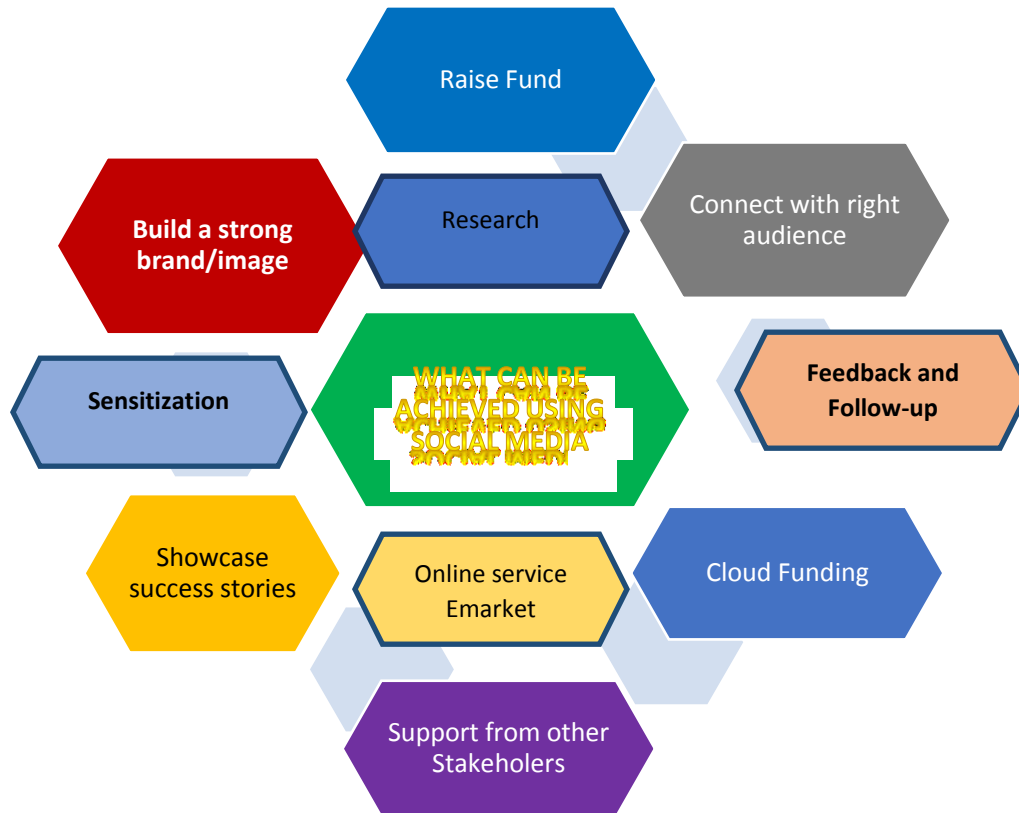 Raise Fund
Build a strong
brand/image
Research
Connect with right
audience
WHAT CAN BE
ACHIEVED USING
SOCIAL MEDIA
Sensitization
Feedback and
Follow-up
Showcase
success stories
Online service
Emarket
Cloud Funding
Support from other
Stakeholers